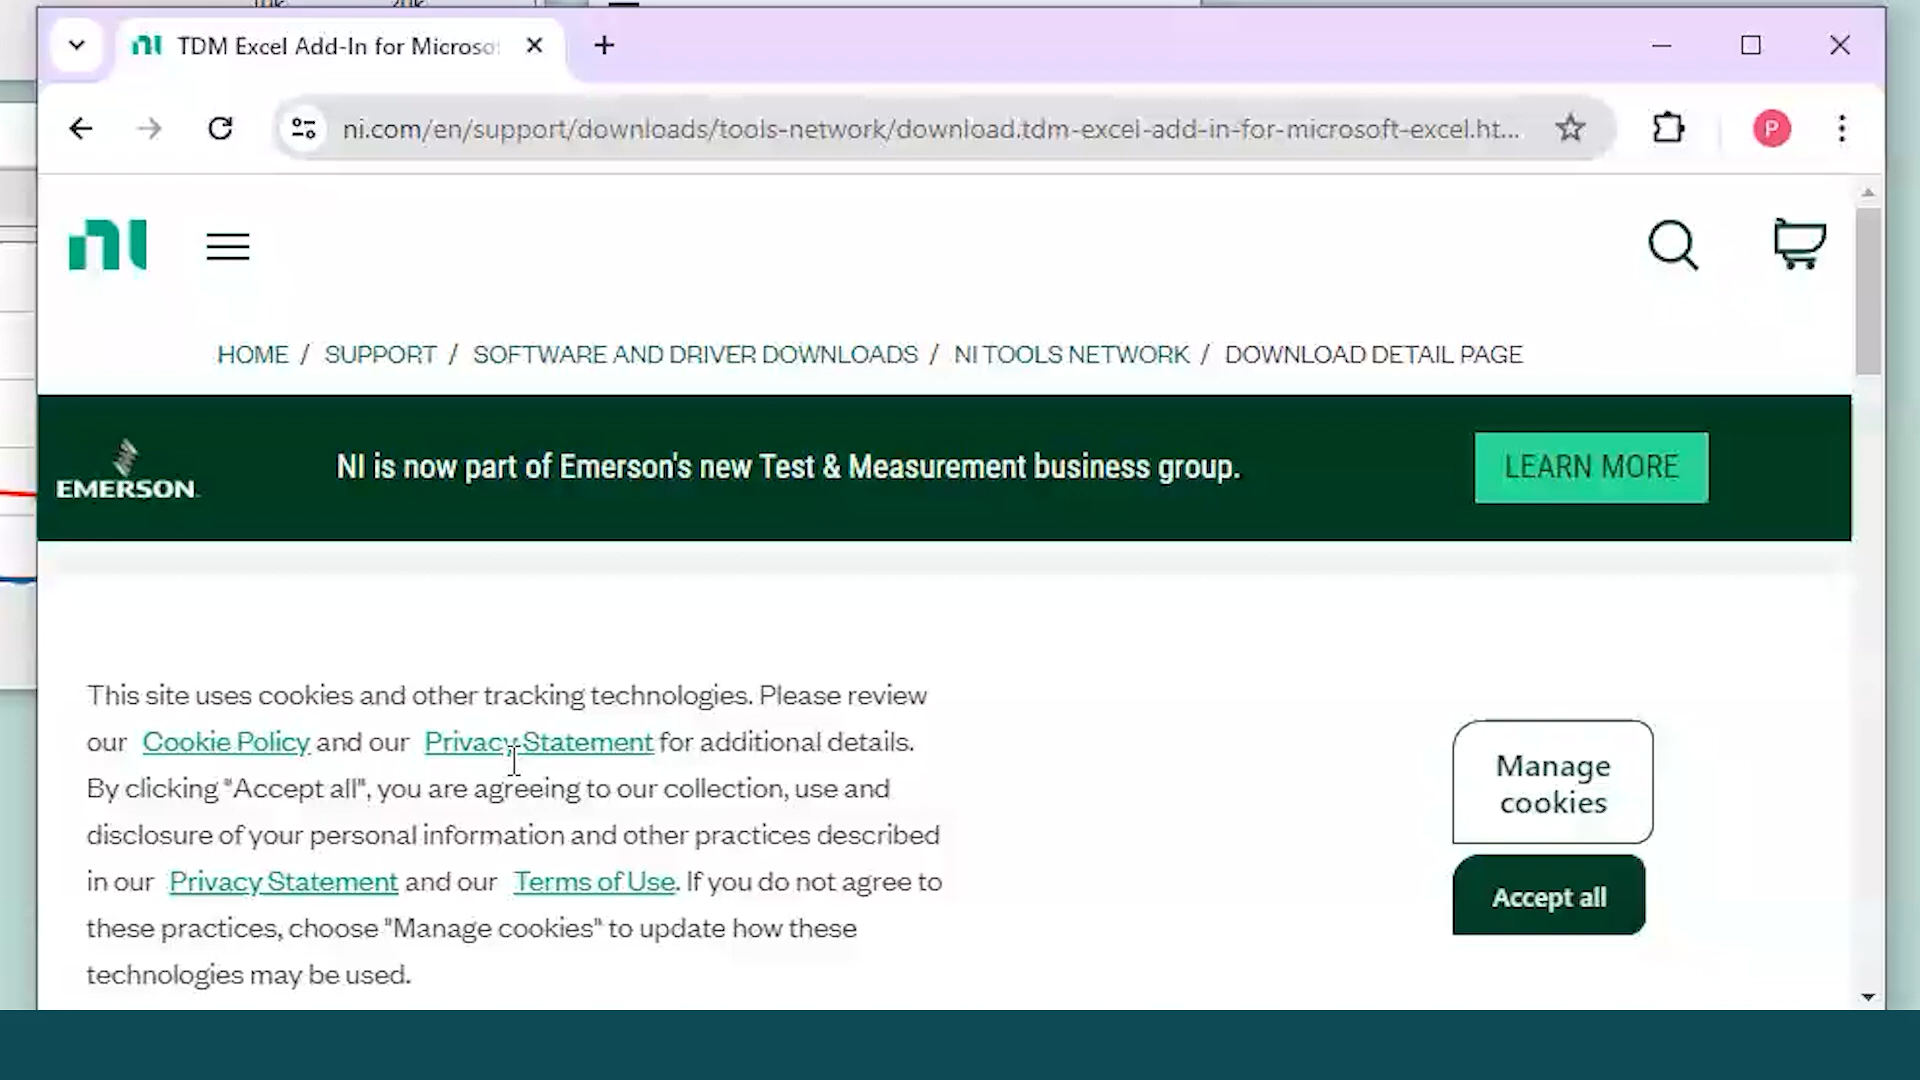 TDM Excel Add-In for Microso
ni.com/en/support/downloads/tools-network/download.tdm-excel-add-in-for-microsoft-excel.ht...
P
ni
HOME / SUPPORT / SOFTWARE AND DRIVER DOWNLOADS / NI TOOLS NETWORK / DOWNLOAD DETAIL PAGE
EMERSON
NI is now part of Emerson's new Test & Measurement business group.
LEARN MORE
This site uses cookies and other tracking technologies. Please review
our Cookie Policy and our Privacy Statement for additional details.
By clicking "Accept all", you are agreeing to our collection, use and
disclosure of your personal information and other practices described
in our Privacy Statement and our Terms of Use. If you do not agree to
these practices, choose "Manage cookies" to update how these
technologies may be used.
Manage
cookies
Accept all